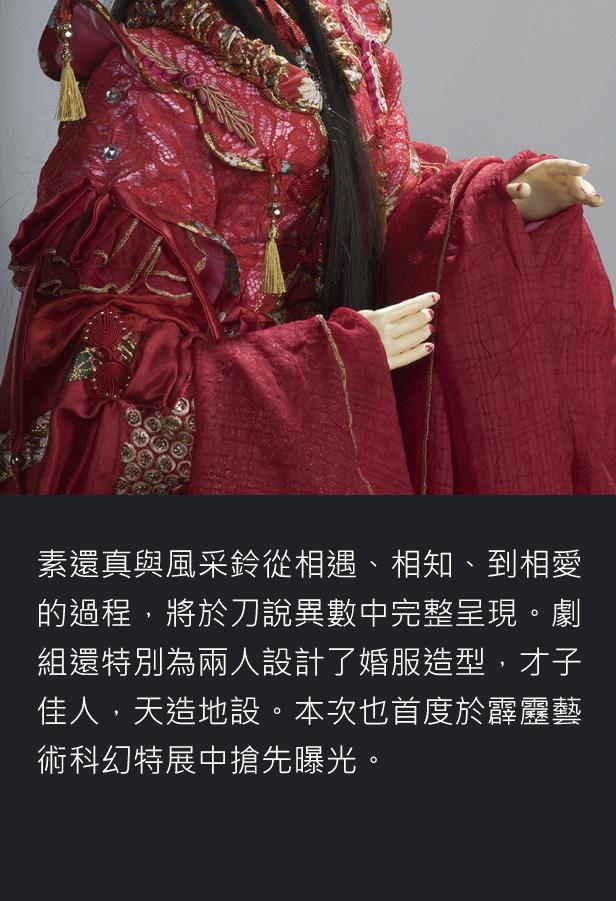 素還真與風采鈴從相遇、相知、到相愛
的過程，將於刀說異數中完整呈現。劇
組還特別為兩人設計了婚服造型，才子
佳人，天造地設。本次也首度於霹靂藝
術科幻特展中搶先曝光。